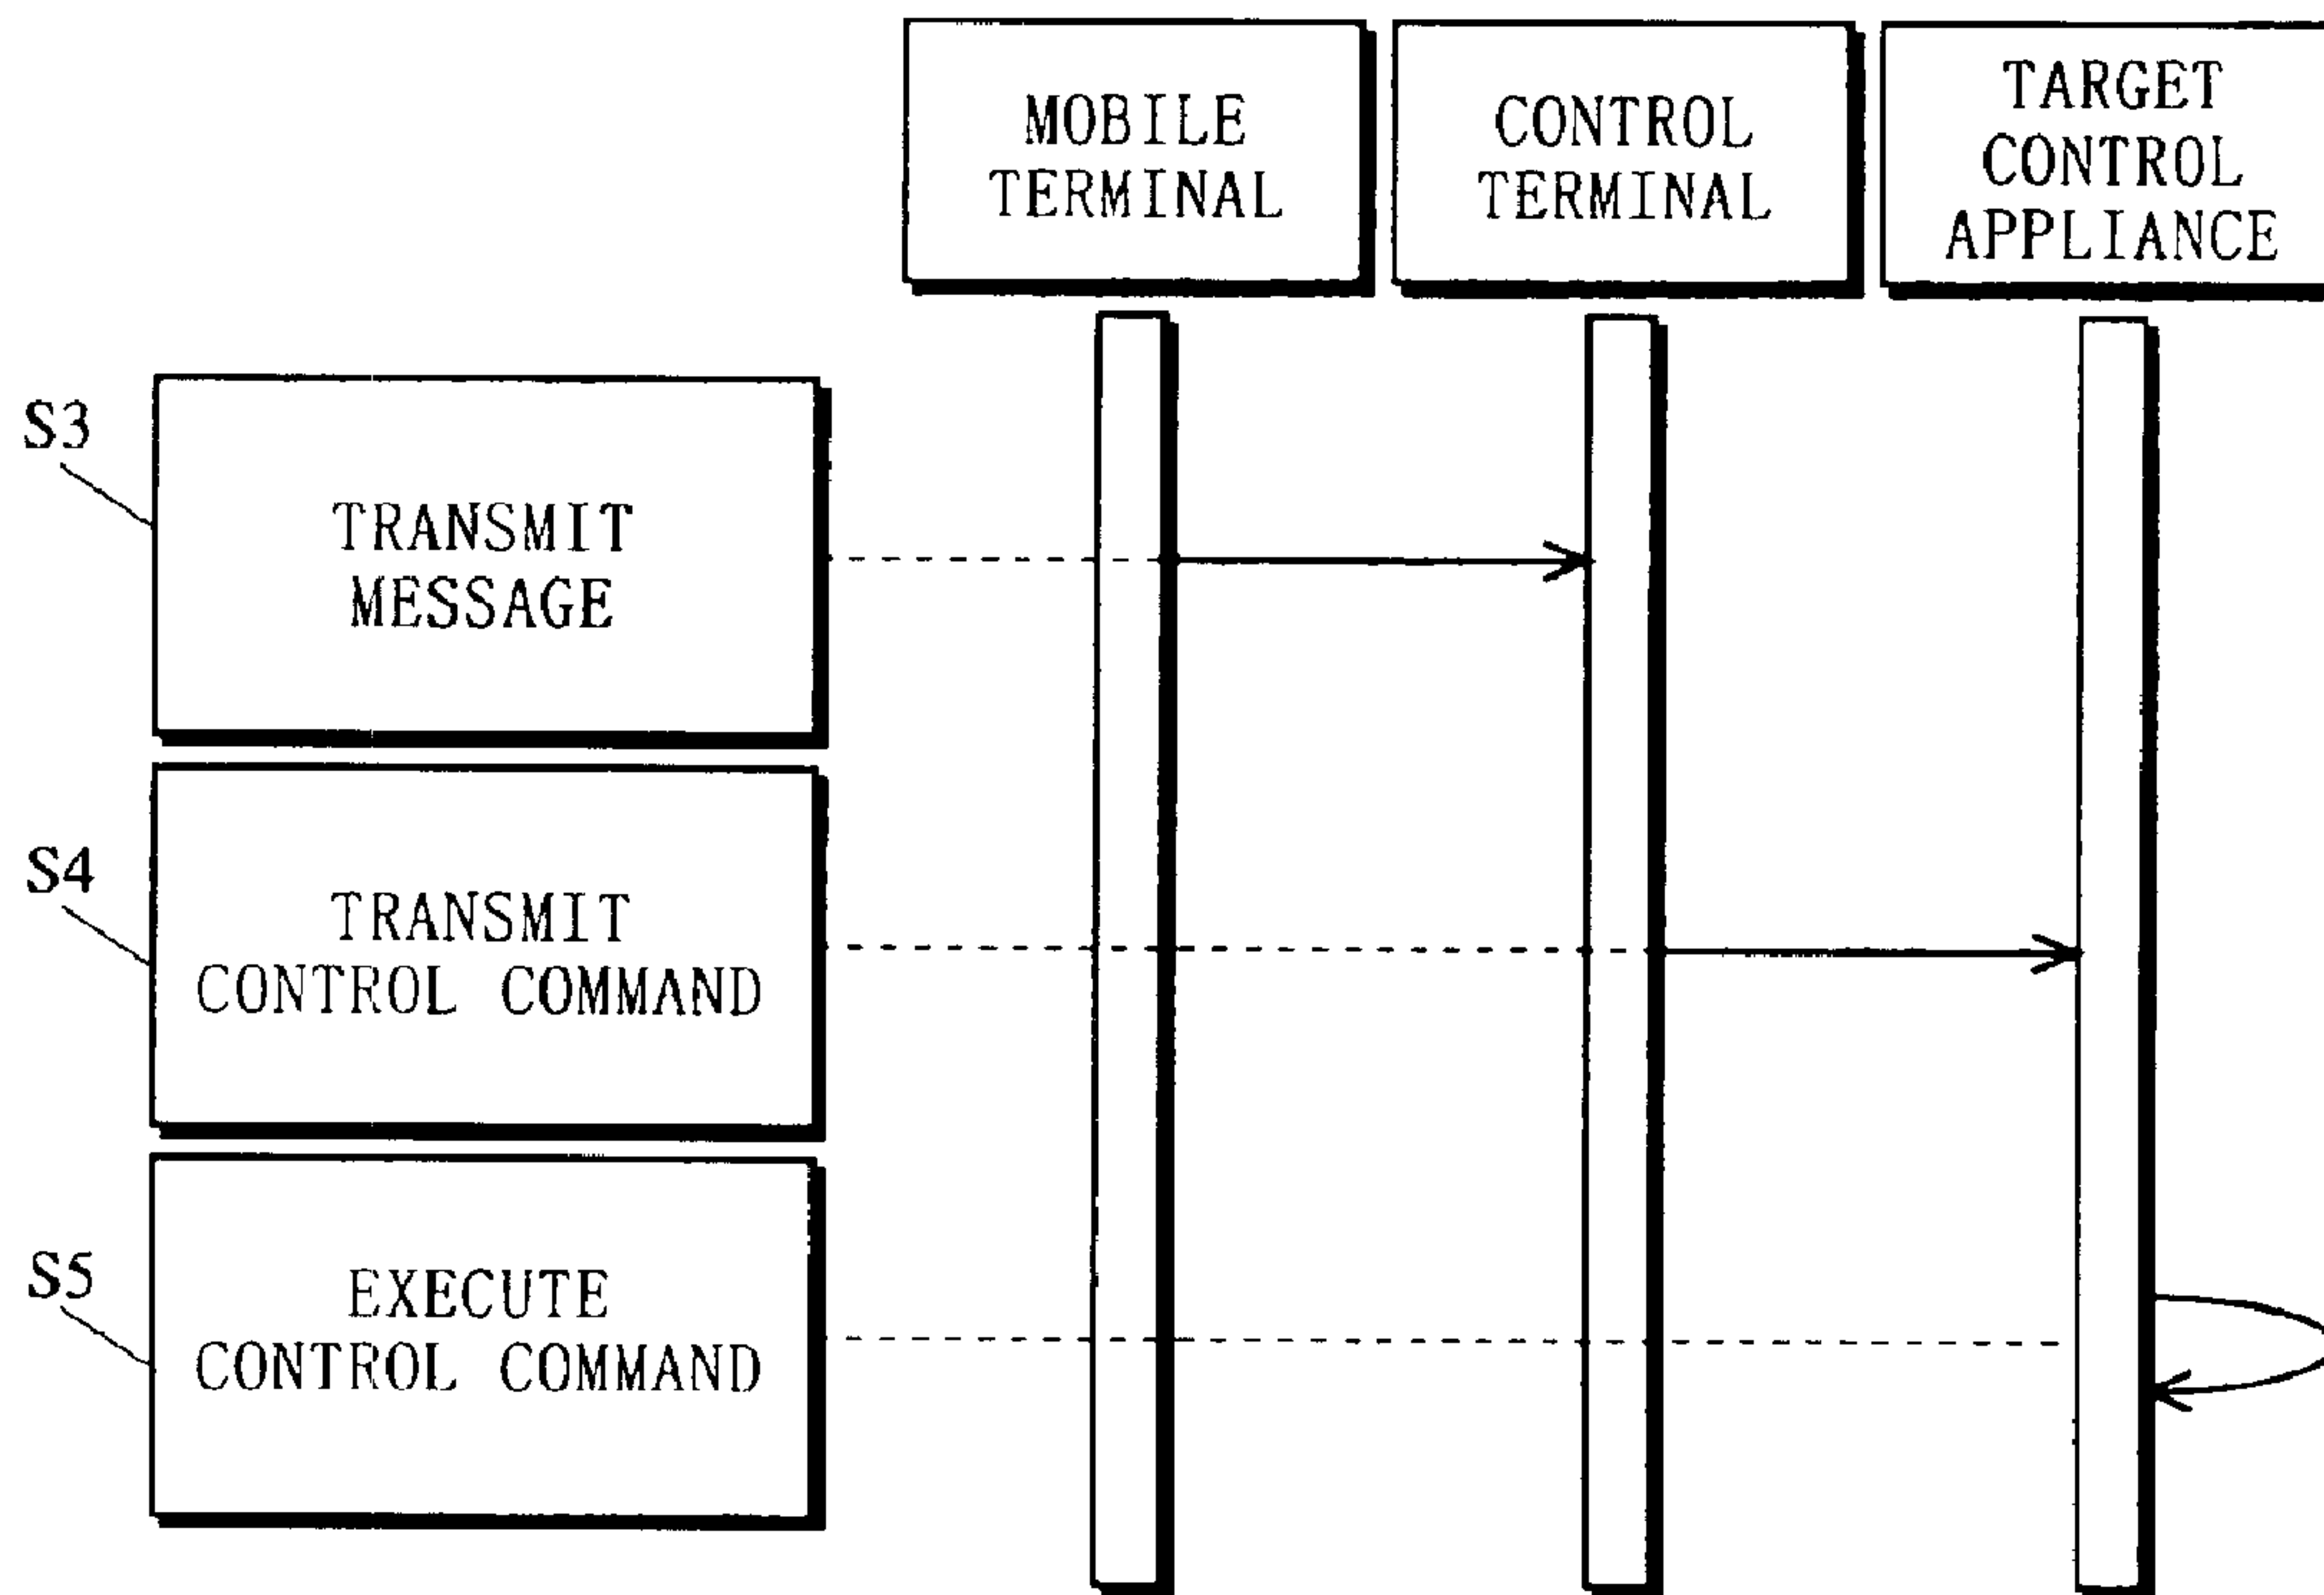 MOBILE
TERMINAL
CONTROL
TERMINAL
TARGET
CONTROL
APPLIANCE
S3
TRANSMIT
MESSAGE
S4
TRANSMIT
CONTROL COMMAND
S5
EXECUTE
CONTROL COMMAND